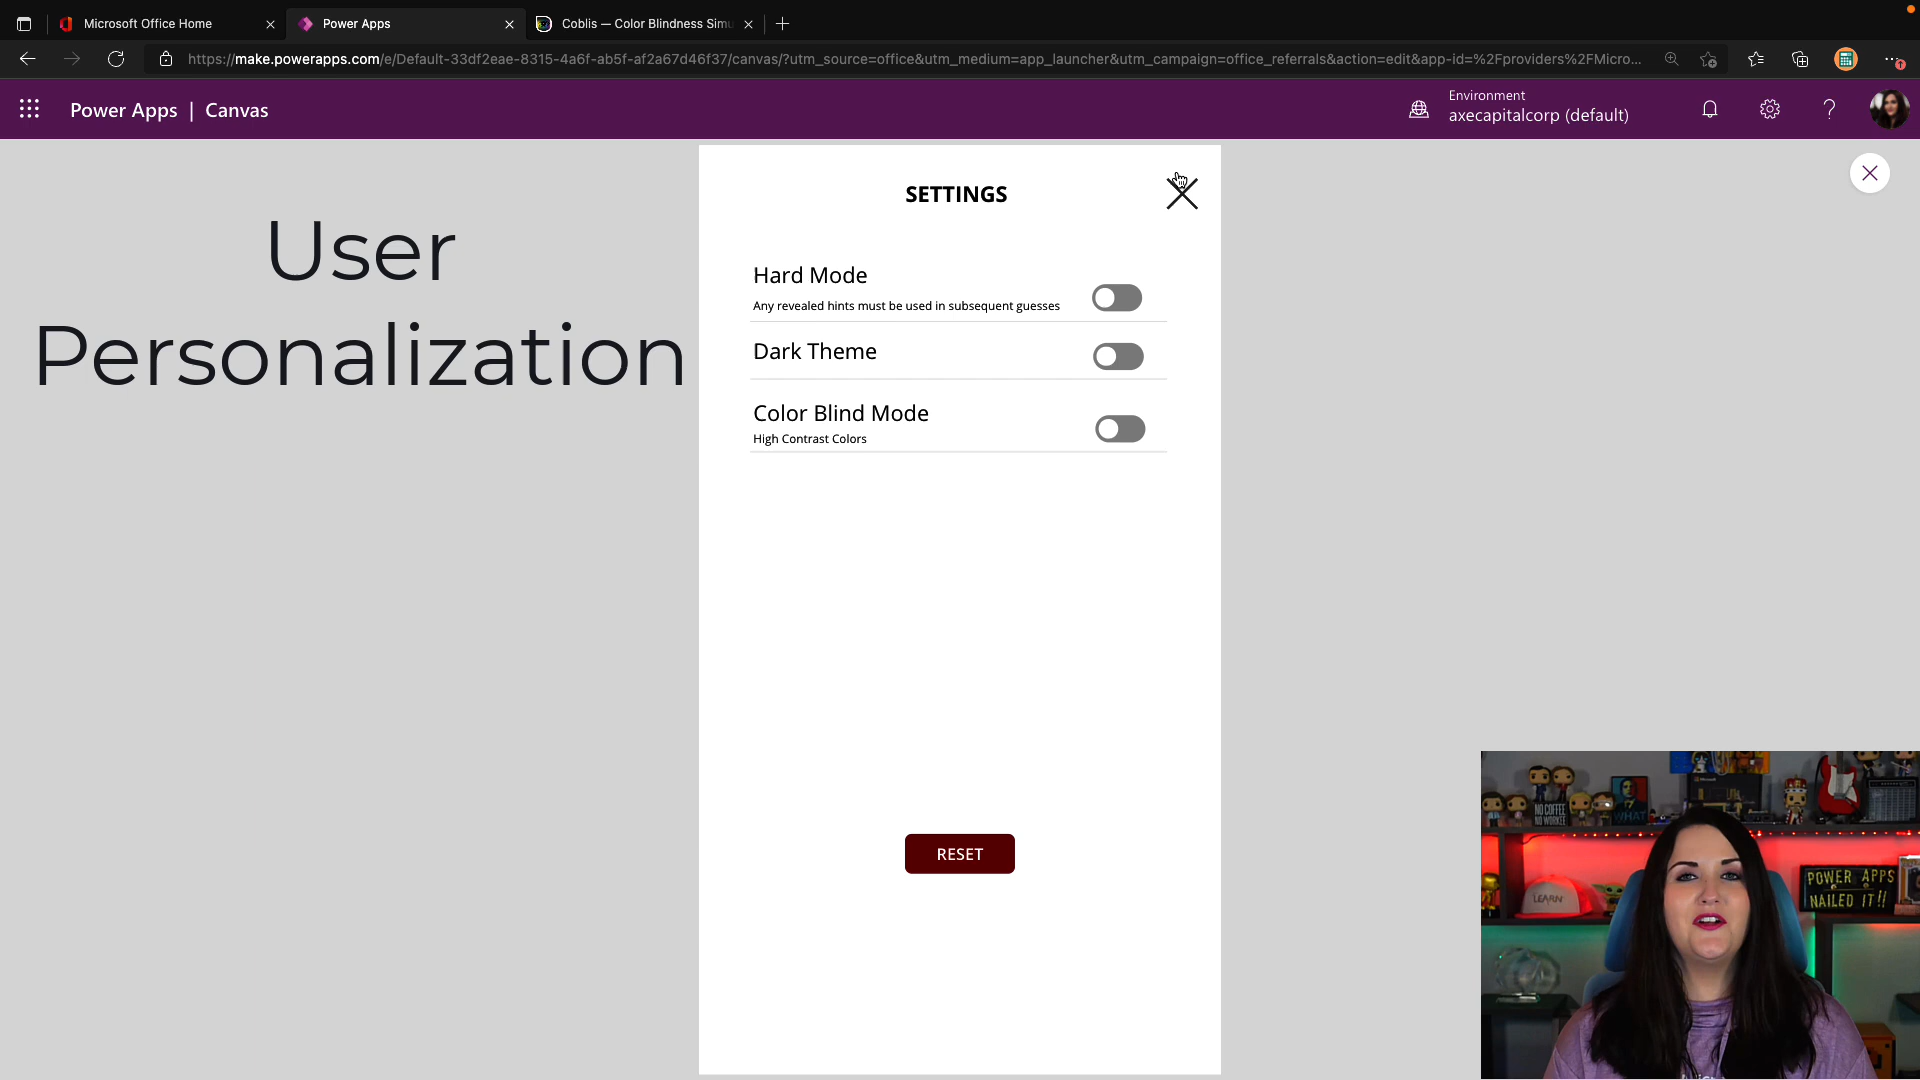 Microsoft Office Home
Power Apps
Coblis — Color Blindness Simu
https://make.powerapps.com/e/Default-33df2eae-8315-4a6f-ab5f-af2a67d46f37/canvas/?utm_source=office&utm_medium=app_launcher&utm_campaign=office_referrals&action=edit&app-id=%2Fproviders%2FMicro...
Power Apps | Canvas
Environment
axecapitalcorp (default)
User
Personalization
SETTINGS
Hard Mode
Any revealed hints must be used in subsequent guesses
Dark Theme
Color Blind Mode
High Contrast Colors
RESET
NO COFFEE
NO WORKEE
WHAT
LEARN
POWER APPS
NAILED IT!!